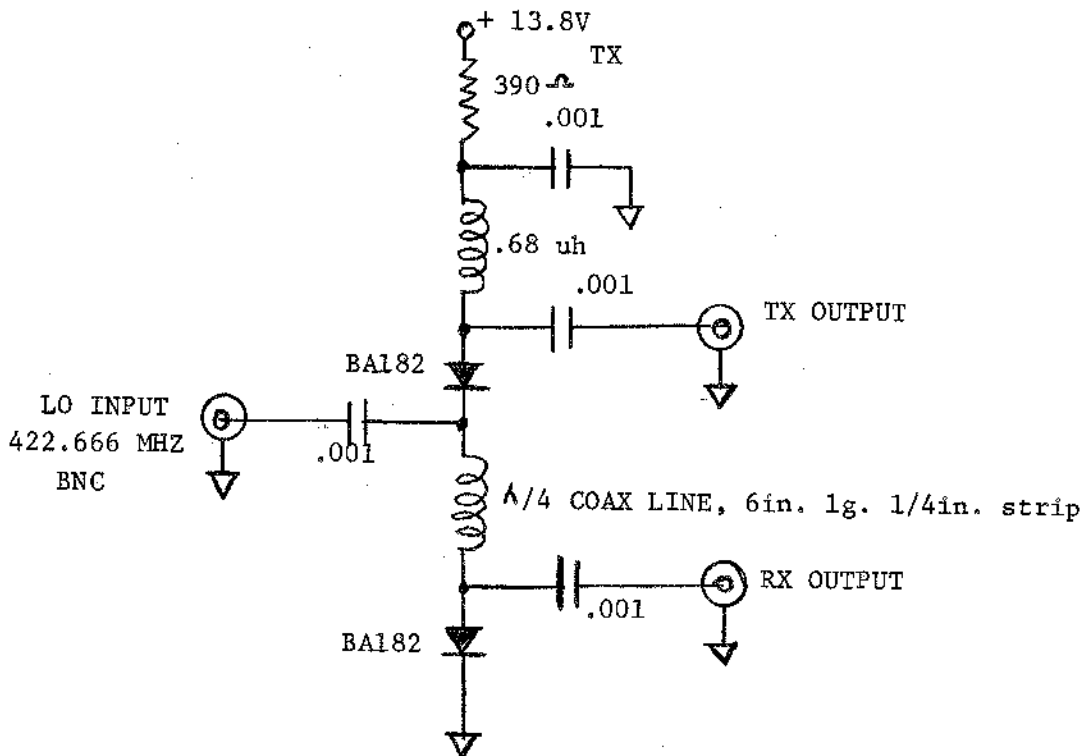 + 13.8V
TX
390 Ω
.001
.68 uh
.001
TX OUTPUT
BA182
LO INPUT
422.666 MHZ
BNC
.001
λ/4 COAX LINE, 6in. lg. 1/4in. strip
RX OUTPUT
.001
BA182